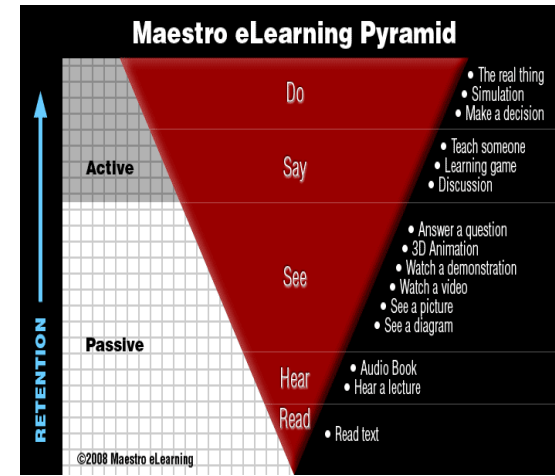 Maestro eLearning Pyramid
Do
• The real thing
• Simulation
• Make a decision
Active
Say
• Teach someone
• Learning game
• Discussion
See
• Answer a question
• 3D Animation
• Watch a demonstration
• Watch a video
• See a picture
• See a diagram
Passive
Hear
• Audio Book
• Hear a lecture
Read
• Read text
RETENTION
©2008 Maestro eLearning